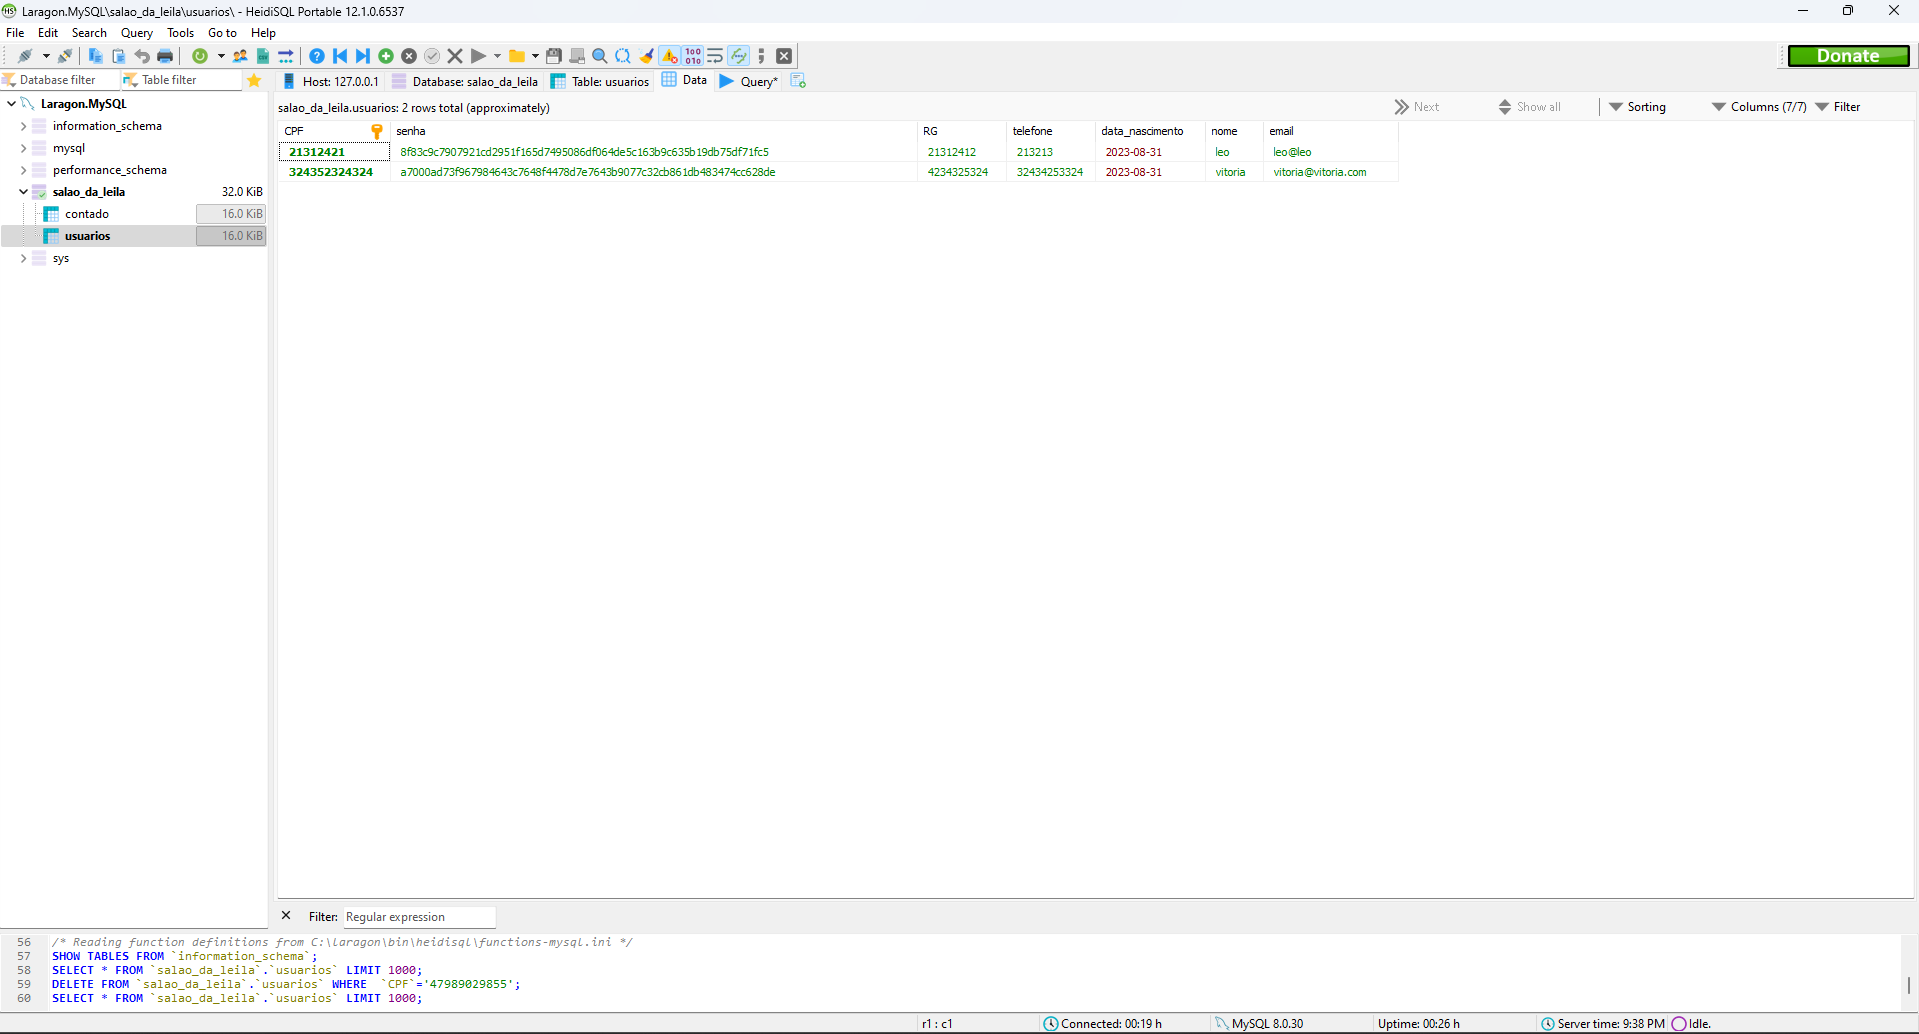 Laragon.MySQL\salao_da_leila\usuarios\ - HeidiSQL Portable 12.1.0.6537
File Edit Search Query Tools Go to Help
Donate
Database filter Table filter Host: 127.0.0.1 Database: salao_da_leila Table: usuarios Data Query*
Laragon.MySQL
information_schema
mysql
performance_schema
salao_da_leila 32.0 KiB
contado 16.0 KiB
usuarios 16.0 KiB
sys
salao_da_leila.usuarios: 2 rows total (approximately) Next Show all Sorting Columns (7/7) Filter
CPF senha RG telefone data_nascimento nome email
21312421 8f83c9c7907921cd2951f165d7495086df064de5c163b9c635b19db75df71fc5 21312412 213213 2023-08-31 leo leo@leo
324352324324 a7000ad73f967984643c7648f4478d7e7643b9077c32cb861db483474cc628de 4234325324 32434253324 2023-08-31 vitoria vitoria@vitoria.com
Filter: Regular expression
56 /* Reading function definitions from C:\laragon\bin\heidisql\functions-mysql.ini */
57 SHOW TABLES FROM `information_schema`;
58 SELECT * FROM `salao_da_leila`.`usuarios` LIMIT 1000;
59 DELETE FROM `salao_da_leila`.`usuarios` WHERE  `CPF`='47989029855';
60 SELECT * FROM `salao_da_leila`.`usuarios` LIMIT 1000;
r1 : c1 Connected: 00:19 h MySQL 8.0.30 Uptime: 00:26 h Server time: 9:38 PM Idle.